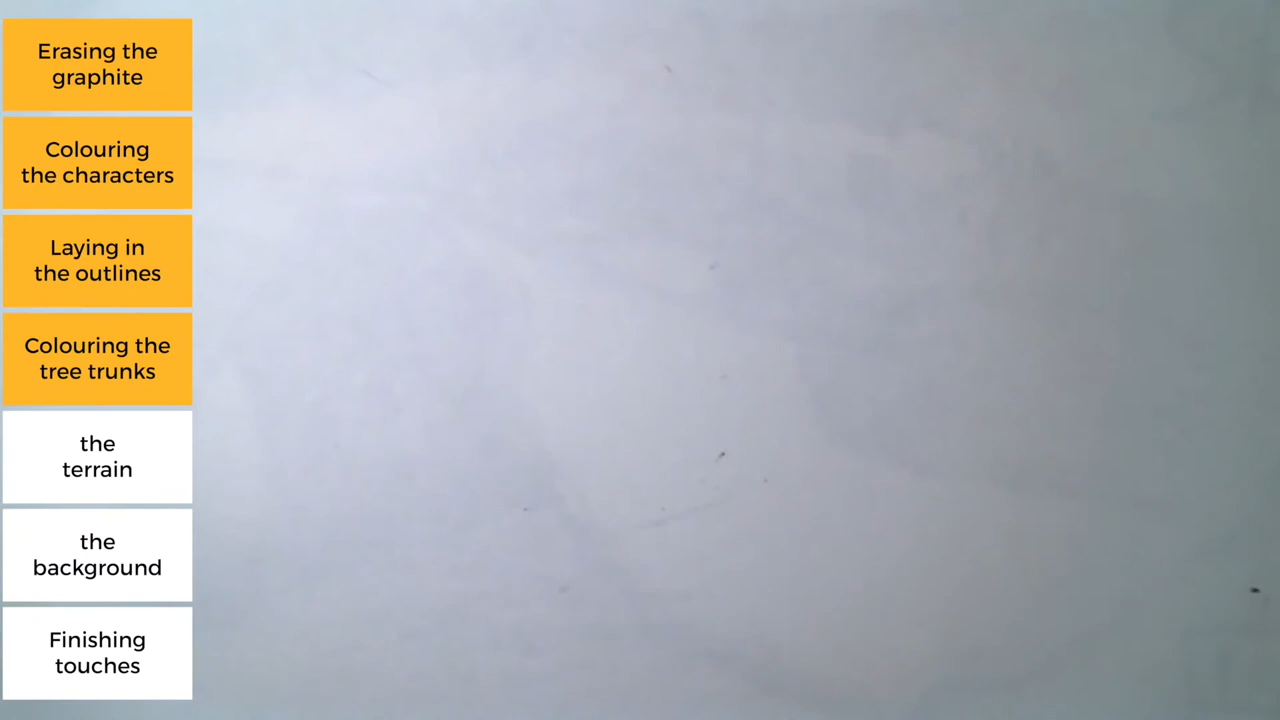 Erasing the
graphite
Colouring
the characters
Laying in
the outlines
Colouring the
tree trunks
the
terrain
the
background
Finishing
touches